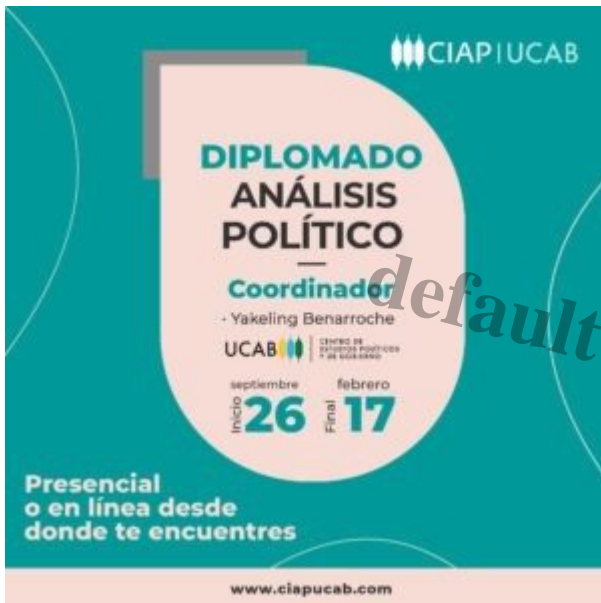 CIAP|UCAB
DIPLOMADO
ANÁLISIS
POLÍTICO
Coordinador
- Yakeling Benarroche
UCAB
CENTRO DE
ESTUDIOS POLÍTICOS
Y DE GOBIERNO
septiembre
Inicio 26
febrero
Final 17
default
Presencial
o en línea desde
donde te encuentres
www.ciapucab.com